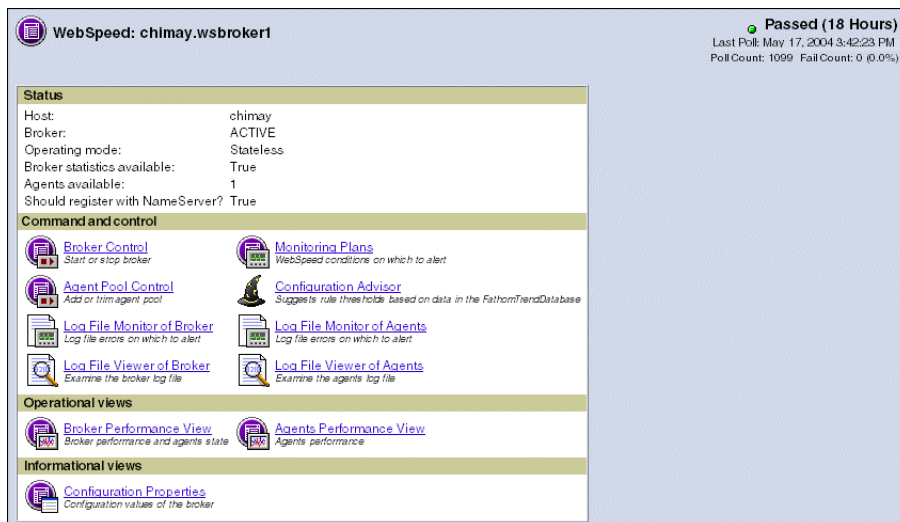 WebSpeed: chimay.wsbroker1
Passed (18 Hours)
Last Poll: May 17, 2004 3:42:23 PM
Poll Count: 1099 Fail Count: 0 (0.0%)
Status
Host: chimay
Broker: ACTIVE
Operating mode: Stateless
Broker statistics available: True
Agents available: 1
Should register with NameServer? True
Command and control
Broker Control
Start or stop broker
Monitoring Plans
WebSpeed conditions on which to alert
Agent Pool Control
Add or trim agent pool
Configuration Advisor
Suggests rule thresholds based on data in the FathomTrendDatabase
Log File Monitor of Broker
Log file errors on which to alert
Log File Monitor of Agents
Log file errors on which to alert
Log File Viewer of Broker
Examine the broker log file
Log File Viewer of Agents
Examine the agents log file
Operational views
Broker Performance View
Broker performance and agents state
Agents Performance View
Agents performance
Informational views
Configuration Properties
Configuration values of the broker